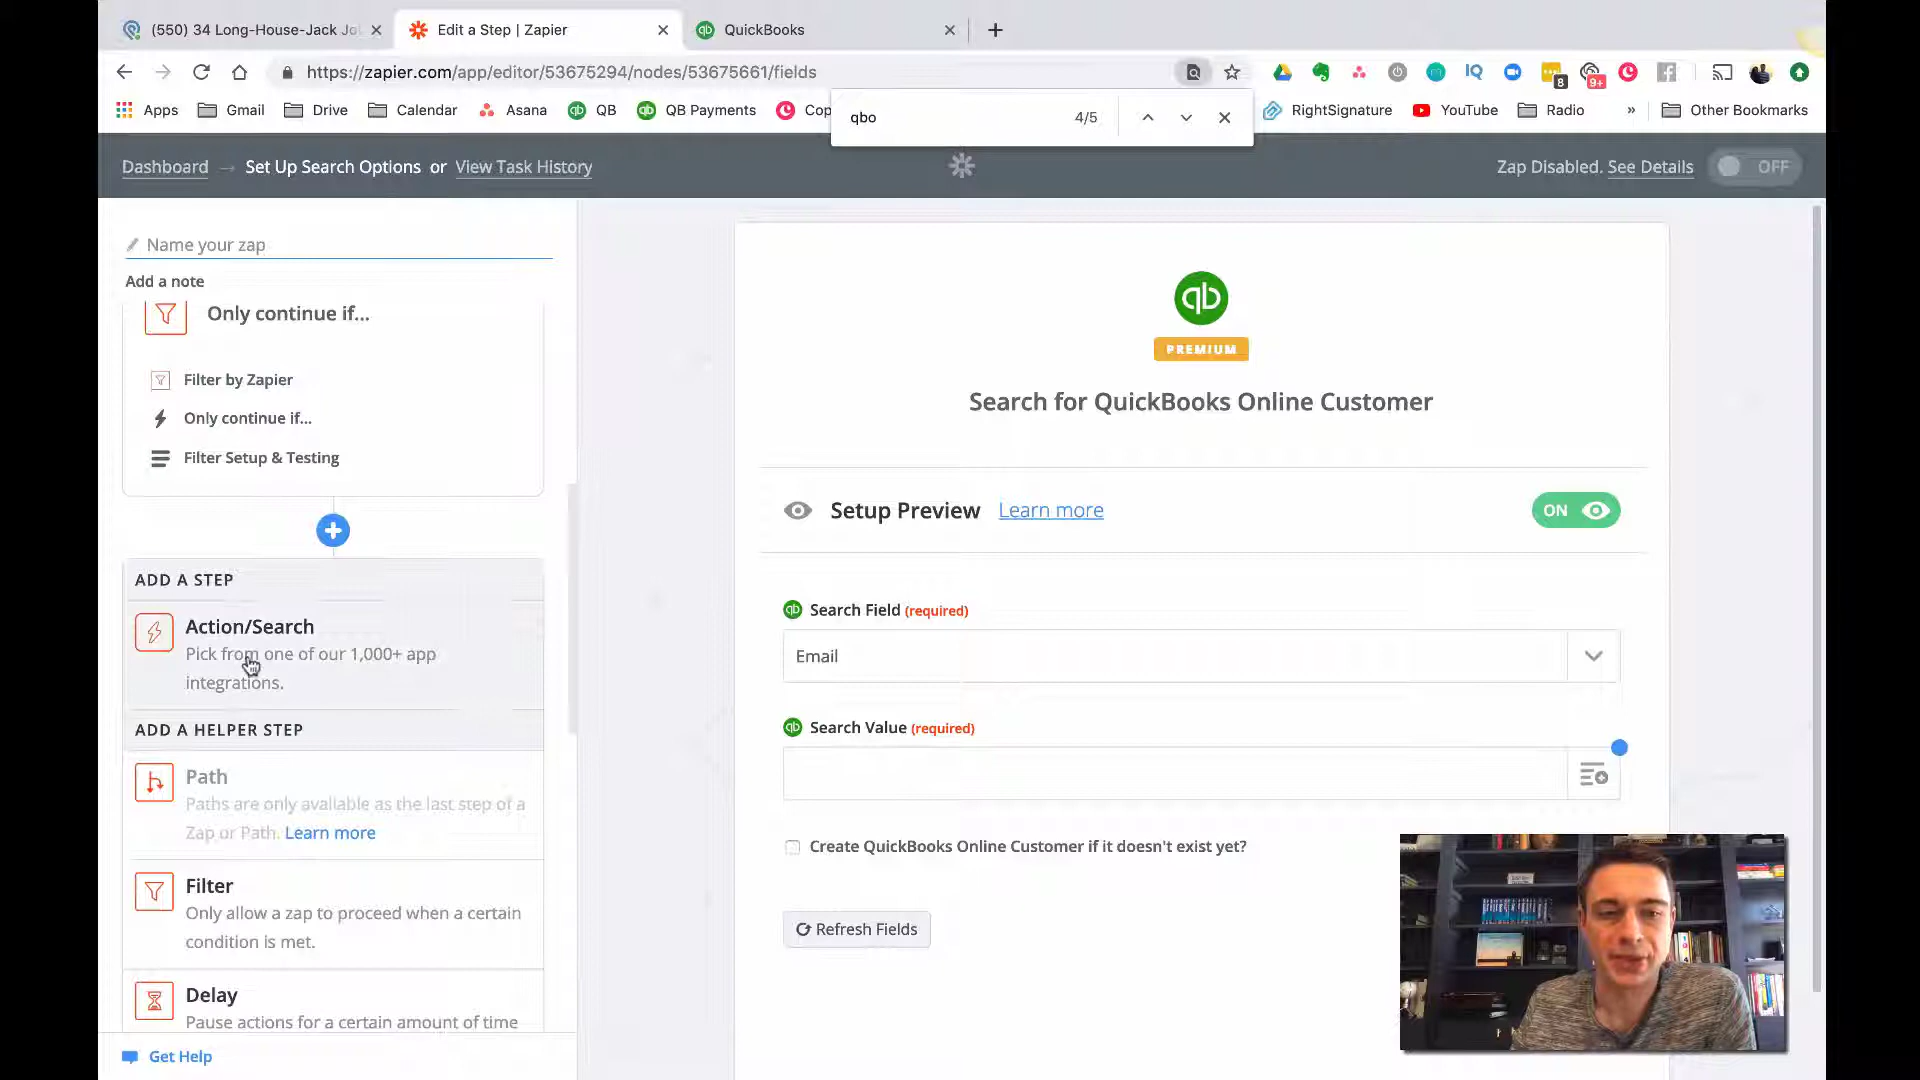 (550) 34 Long-House-Jack Jo
Edit a Step | Zapier
QuickBooks
https://zapier.com/app/editor/53675294/nodes/53675661/fields
8
9+
Apps
Gmail
Drive
Calendar
Asana
QB
QB Payments
Cop
RightSignature
YouTube
Radio
»
Other Bookmarks
qbo
4/5
Dashboard → Set Up Search Options or View Task History
Zap Disabled. See Details
OFF
Name your zap
Add a note
Only continue if...
Filter by Zapier
Only continue if...
Filter Setup & Testing
ADD A STEP
Action/Search
Pick from one of our 1,000+ app
integrations.
ADD A HELPER STEP
Path
Paths are only available as the last step of a
Zap or Path. Learn more
Filter
Only allow a zap to proceed when a certain
condition is met.
Delay
Pause actions for a certain amount of time
Get Help
qb
PREMIUM
Search for QuickBooks Online Customer
Setup Preview Learn more
ON
Search Field (required)
Email
Search Value (required)
Create QuickBooks Online Customer if it doesn't exist yet?
Refresh Fields